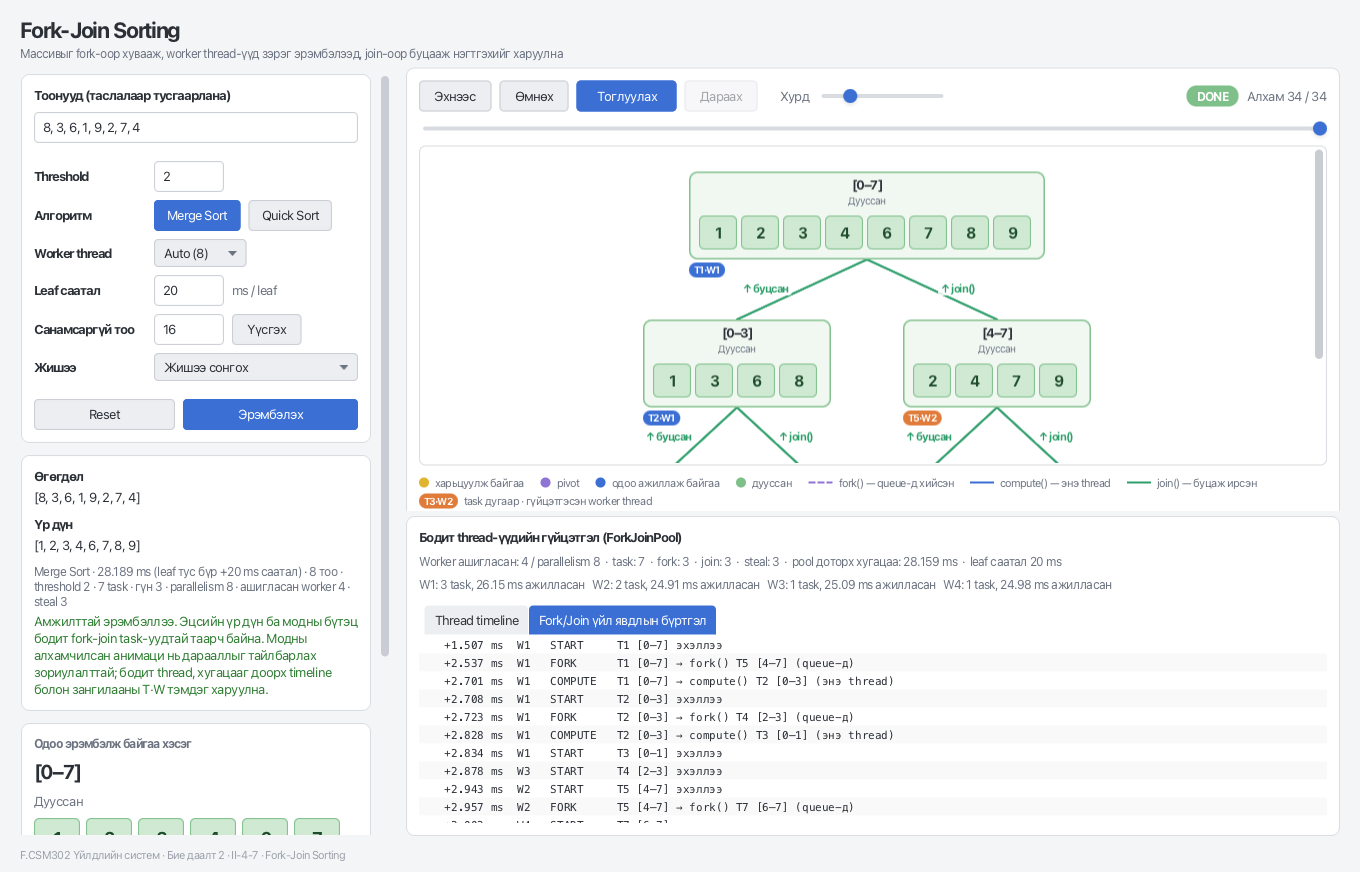 Fork-Join Sorting
Массивыг fork-оор хувааж, worker thread-үүд зэрэг эрэмбэлээд, join-оор буцааж нэгтгэхийг харуулна
Тоонууд (таслалаар тусгаарлана)
8, 3, 6, 1, 9, 2, 7, 4
Threshold 2
Алгоритм Merge Sort Quick Sort
Worker thread Auto (8)
Leaf саатал 20 ms / leaf
Санамсаргүй тоо 16 Үүсгэх
Жишээ Жишээ сонгох
Reset Эрэмбэлэх
Өгөгдөл
[8, 3, 6, 1, 9, 2, 7, 4]
Үр дүн
[1, 2, 3, 4, 6, 7, 8, 9]
Merge Sort · 28.189 ms (leaf тус бүр +20 ms саатал) · 8 тоо ·
threshold 2 · 7 task · гүн 3 · parallelism 8 · ашигласан worker 4 ·
steal 3
Амжилттай эрэмбэллээ. Эцсийн үр дүн ба модны бүтэц
бодит fork-join task-уудтай таарч байна. Модны
алхамчилсан анимаци нь дарааллыг тайлбарлах
зориулалттай; бодит thread, хугацааг доорх timeline
болон зангилааны T·W тэмдэг харуулна.
Одоо эрэмбэлж байгаа хэсэг
[0–7]
Дууссан
Эхнээс Өмнөх Тоглуулах Дараах Хурд DONE Алхам 34 / 34
[0–7]
Дууссан
1 2 3 4 6 7 8 9
T1·W1
↑ буцсан ↑ join()
[0–3] [4–7]
Дууссан Дууссан
1 3 6 8 2 4 7 9
T2·W1 T5·W2
↑ буцсан ↑ join() ↑ буцсан ↑ join()
харьцуулж байгаа pivot одоо ажиллаж байгаа дууссан fork() — queue-д хийсэн compute() — энэ thread join() — буцаж ирсэн
T3·W2 task дугаар · гүйцэтгэсэн worker thread
Бодит thread-үүдийн гүйцэтгэл (ForkJoinPool)
Worker ашигласан: 4 / parallelism 8 · task: 7 · fork: 3 · join: 3 · steal: 3 · pool доторх хугацаа: 28.159 ms · leaf саатал 20 ms
W1: 3 task, 26.15 ms ажилласан W2: 2 task, 24.91 ms ажилласан W3: 1 task, 25.09 ms ажилласан W4: 1 task, 24.98 ms ажилласан
Thread timeline Fork/Join үйл явдлын бүртгэл
+1.507 ms W1 START T1 [0–7] эхэллээ
+2.537 ms W1 FORK T1 [0–7] → fork() T5 [4–7] (queue-д)
+2.701 ms W1 COMPUTE T1 [0–7] → compute() T2 [0–3] (энэ thread)
+2.708 ms W1 START T2 [0–3] эхэллээ
+2.723 ms W1 FORK T2 [0–3] → fork() T4 [2–3] (queue-д)
+2.828 ms W1 COMPUTE T2 [0–3] → compute() T3 [0–1] (энэ thread)
+2.834 ms W1 START T3 [0–1] эхэллээ
+2.878 ms W3 START T4 [2–3] эхэллээ
+2.943 ms W2 START T5 [4–7] эхэллээ
+2.957 ms W2 FORK T5 [4–7] → fork() T7 [6–7] (queue-д)
F.CSM302 Үйлдлийн систем · Бие даалт 2 · II-4-7 · Fork-Join Sorting